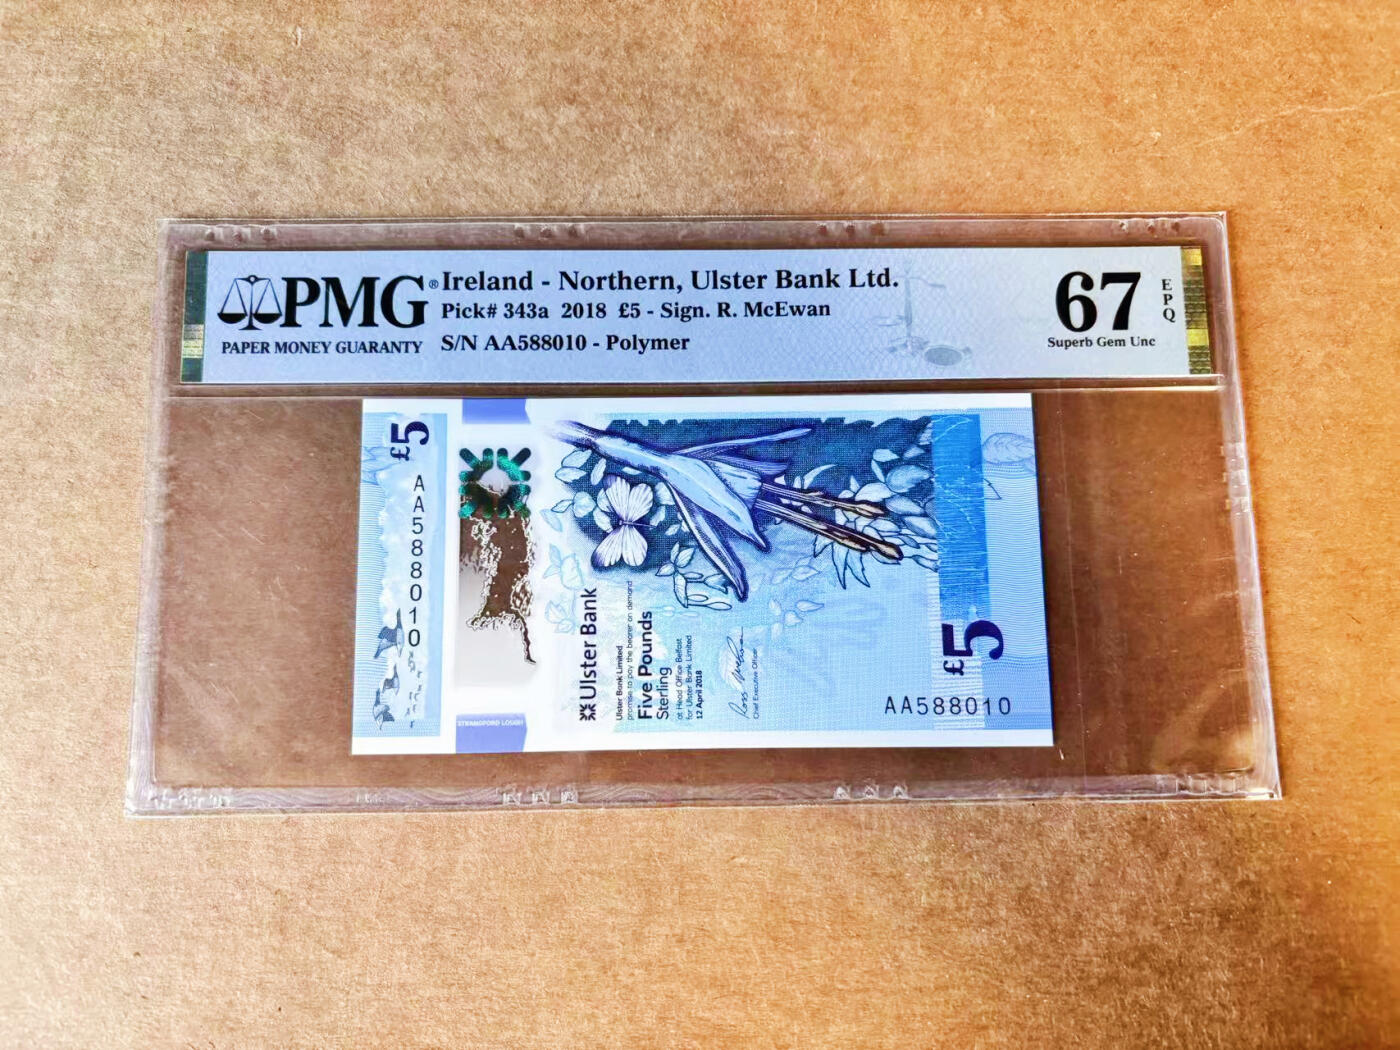 PMG®
PAPER MONEY GUARANTY
Ireland - Northern, Ulster Bank Ltd.
Pick# 343a 2018 £5 - Sign. R. McEwan
S/N AA588010 - Polymer
67
EPQ
Superb Gem Unc
£5
AA588010
STRANGFORD LOUGH
Ulster Bank
Ulster Bank Limited
promise to pay the bearer on demand
Five Pounds
Sterling
at Head Office Belfast
for Ulster Bank Limited
12 April 2018
Chief Executive Officer
£5
AA588010